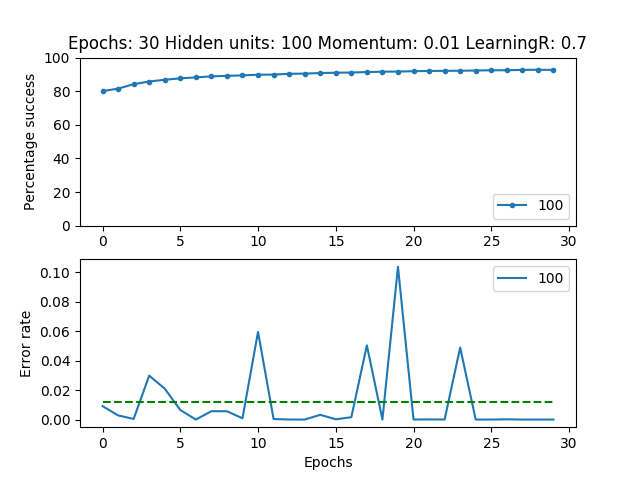 Epochs: 30 Hidden units: 100 Momentum: 0.01 LearningR: 0.7
Percentage success
100
80
60
40
20
0
100
0 5 10 15 20 25 30
Error rate
0.10
0.08
0.06
0.04
0.02
0.00
100
0 5 10 15 20 25 30
Epochs